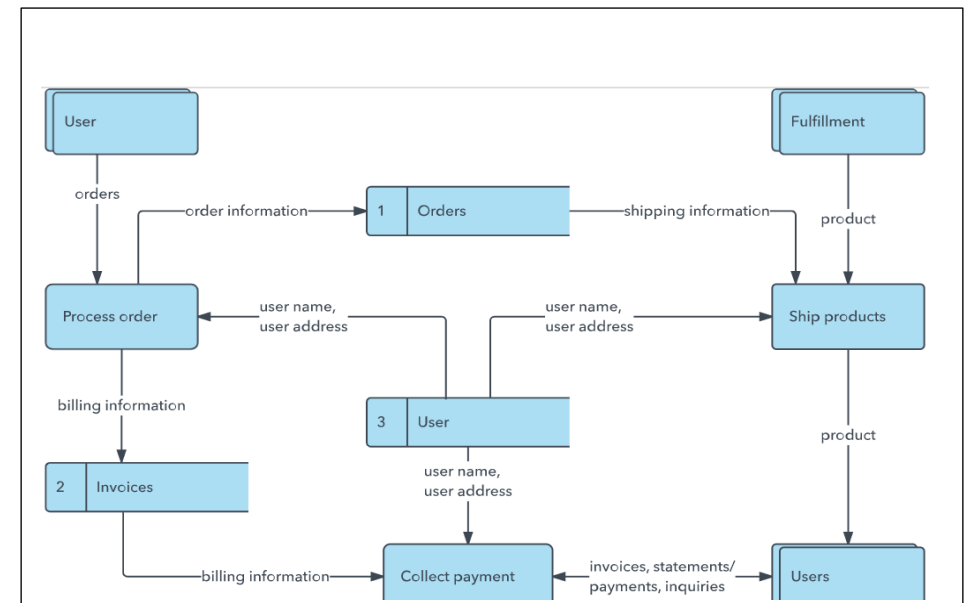 User
Fulfillment
orders
order information
1 Orders
shipping information
product
Process order
user name,
user address
user name,
user address
Ship products
billing information
3 User
product
user name,
user address
2 Invoices
billing information
Collect payment
invoices, statements/
payments, inquiries
Users